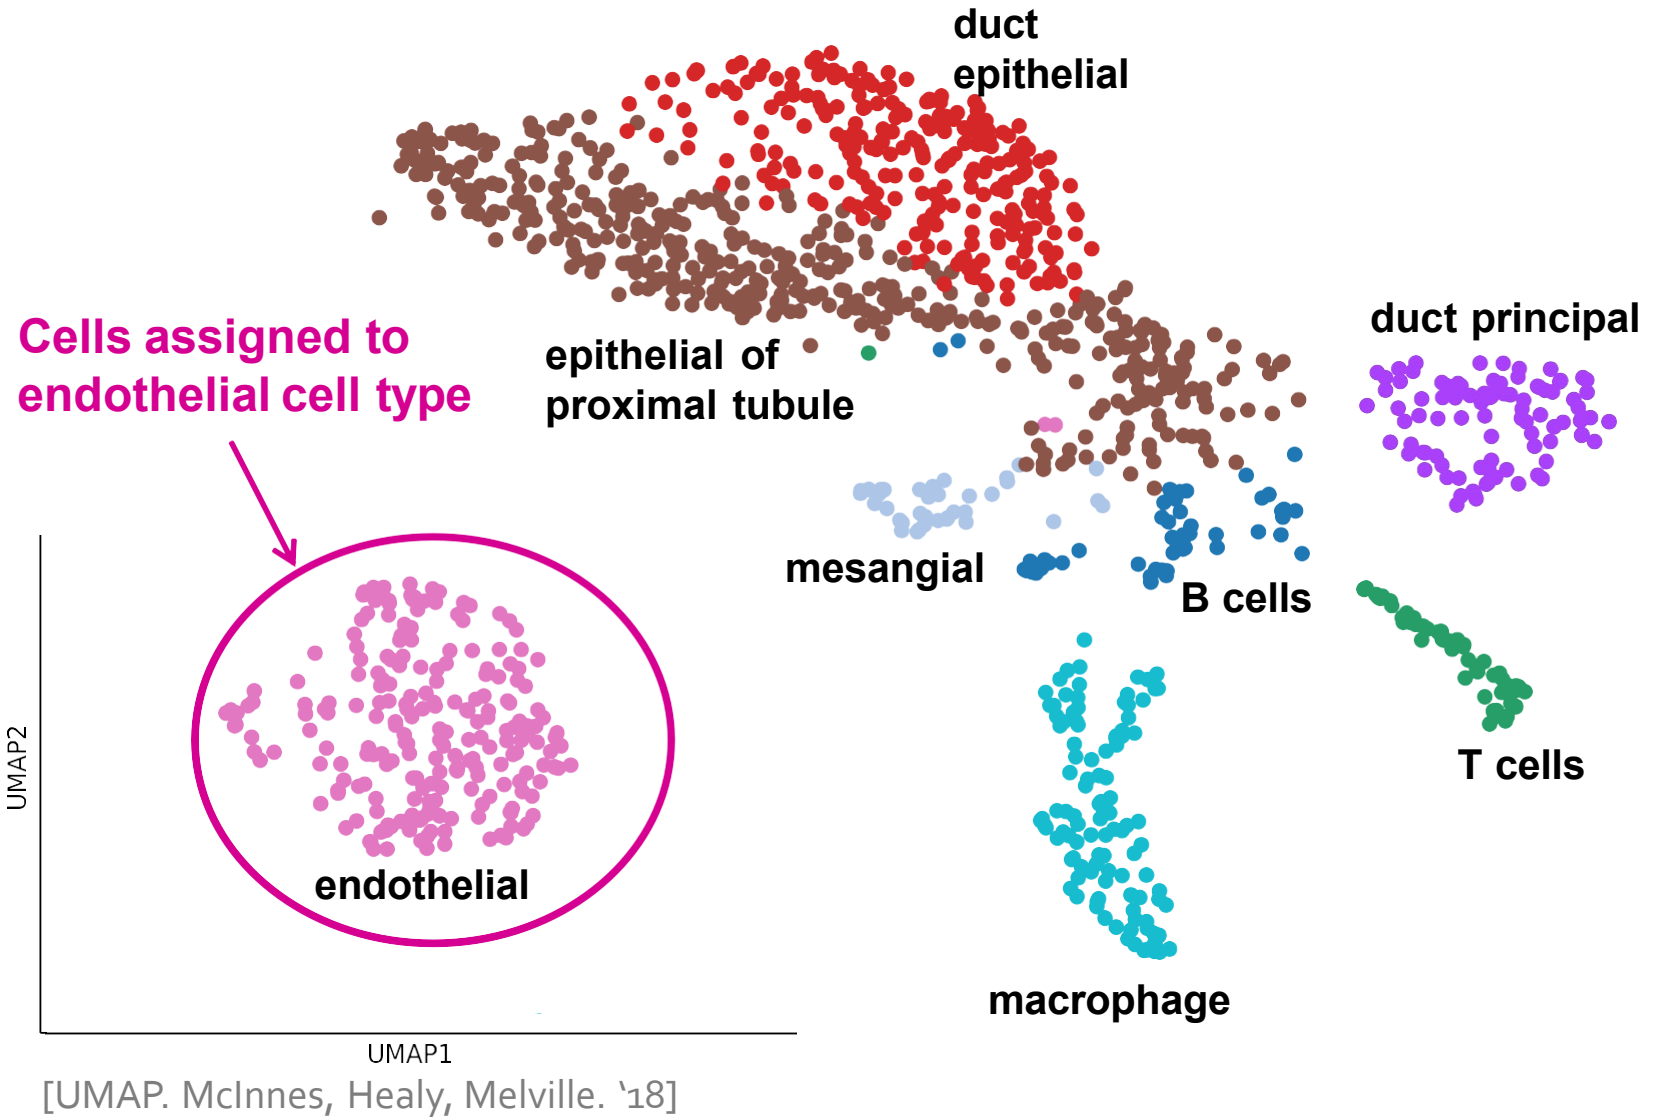 duct
epithelial
duct principal
Cells assigned to
endothelial cell type
epithelial of
proximal tubule
mesangial
B cells
T cells
endothelial
macrophage
UMAP2
UMAP1
[UMAP. McInnes, Healy, Melville. ‘18]